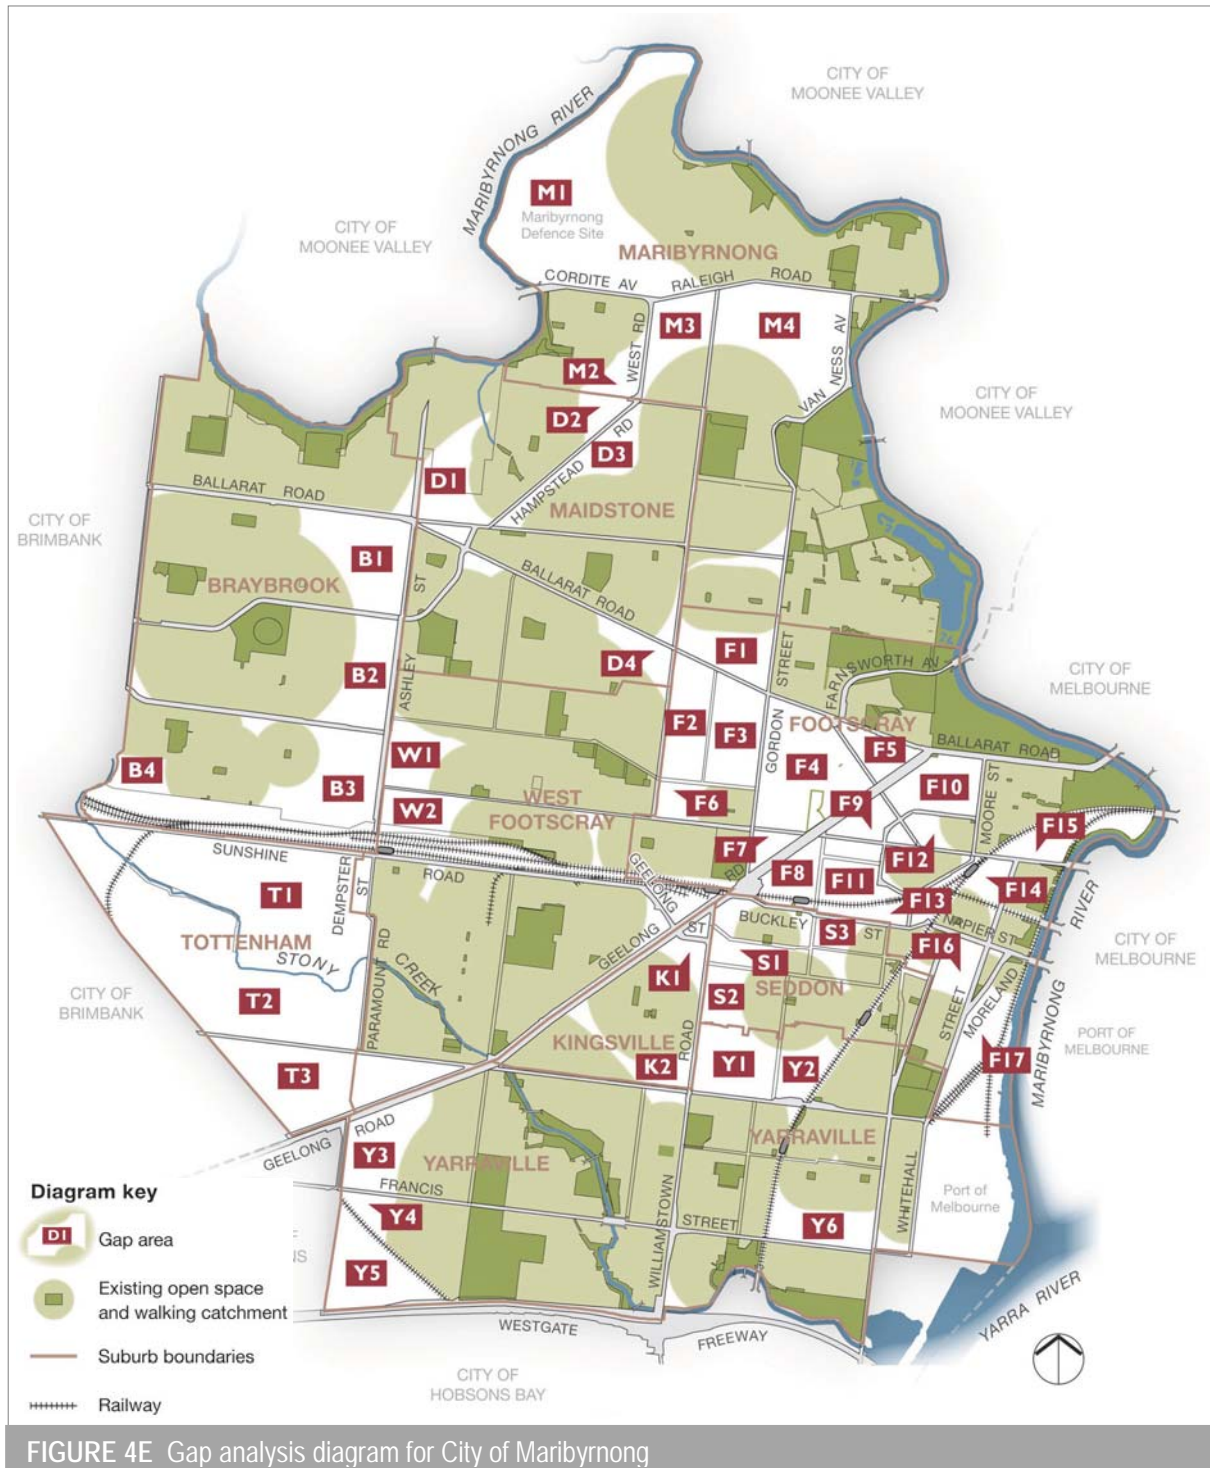 CITY OF
MOONEE VALLEY
MARIBYRNONG RIVER
M1
Maribyrnong
Defence Site
CITY OF
MOONEE VALLEY
MARIBYRNONG
CORDITE AV
RALEIGH
ROAD
M3
M4
WEST RD
VAN NESS AV
M2
CITY OF
MOONEE VALLEY
D2
HAMPSTEAD RD
D3
D1
BALLARAT ROAD
MAIDSTONE
CITY OF
BRIMBANK
B1
BRAYBROOK
ASHLEY ST
BALLARAT ROAD
F1
D4
B2
GORDON STREET
FARNSWORTH AV
CITY OF
MELBOURNE
F2
F3
FOOTSCRAY
F5
BALLARAT ROAD
W1
B4
B3
F4
F10
MOORE ST
WEST
FOOTSCRAY
W2
F6
F9
F15
F7
F12
SUNSHINE
ROAD
GEELONG RD
F8
F11
F14
T1
DEMPSTER ST
F13
BUCKLEY ST
NAPIER ST
S3
F16
TOTTENHAM
STONY
CREEK
GEELONG
ST
K1
S1
SEDDON
S2
MARIBYRNONG RIVER
CITY OF
MELBOURNE
CITY OF
BRIMBANK
T2
PARAMOUNT RD
STREET
MORELAND
PORT OF
MELBOURNE
KINGSVILLE
ROAD
K2
Y1
Y2
F17
T3
GEELONG ROAD
Y3
YARRAVILLE
YARRAVILLE
WHITEHALL
FRANCIS
Port of
Melbourne
Y4
STREET
Y6
WILLIAMSTOWN
Y5
WESTGATE
FREEWAY
YARRA RIVER
CITY OF
HOBSONS BAY
Diagram key
D1
Gap area
Existing open space
and walking catchment
Suburb boundaries
Railway
FIGURE 4E Gap analysis diagram for City of Maribyrnong